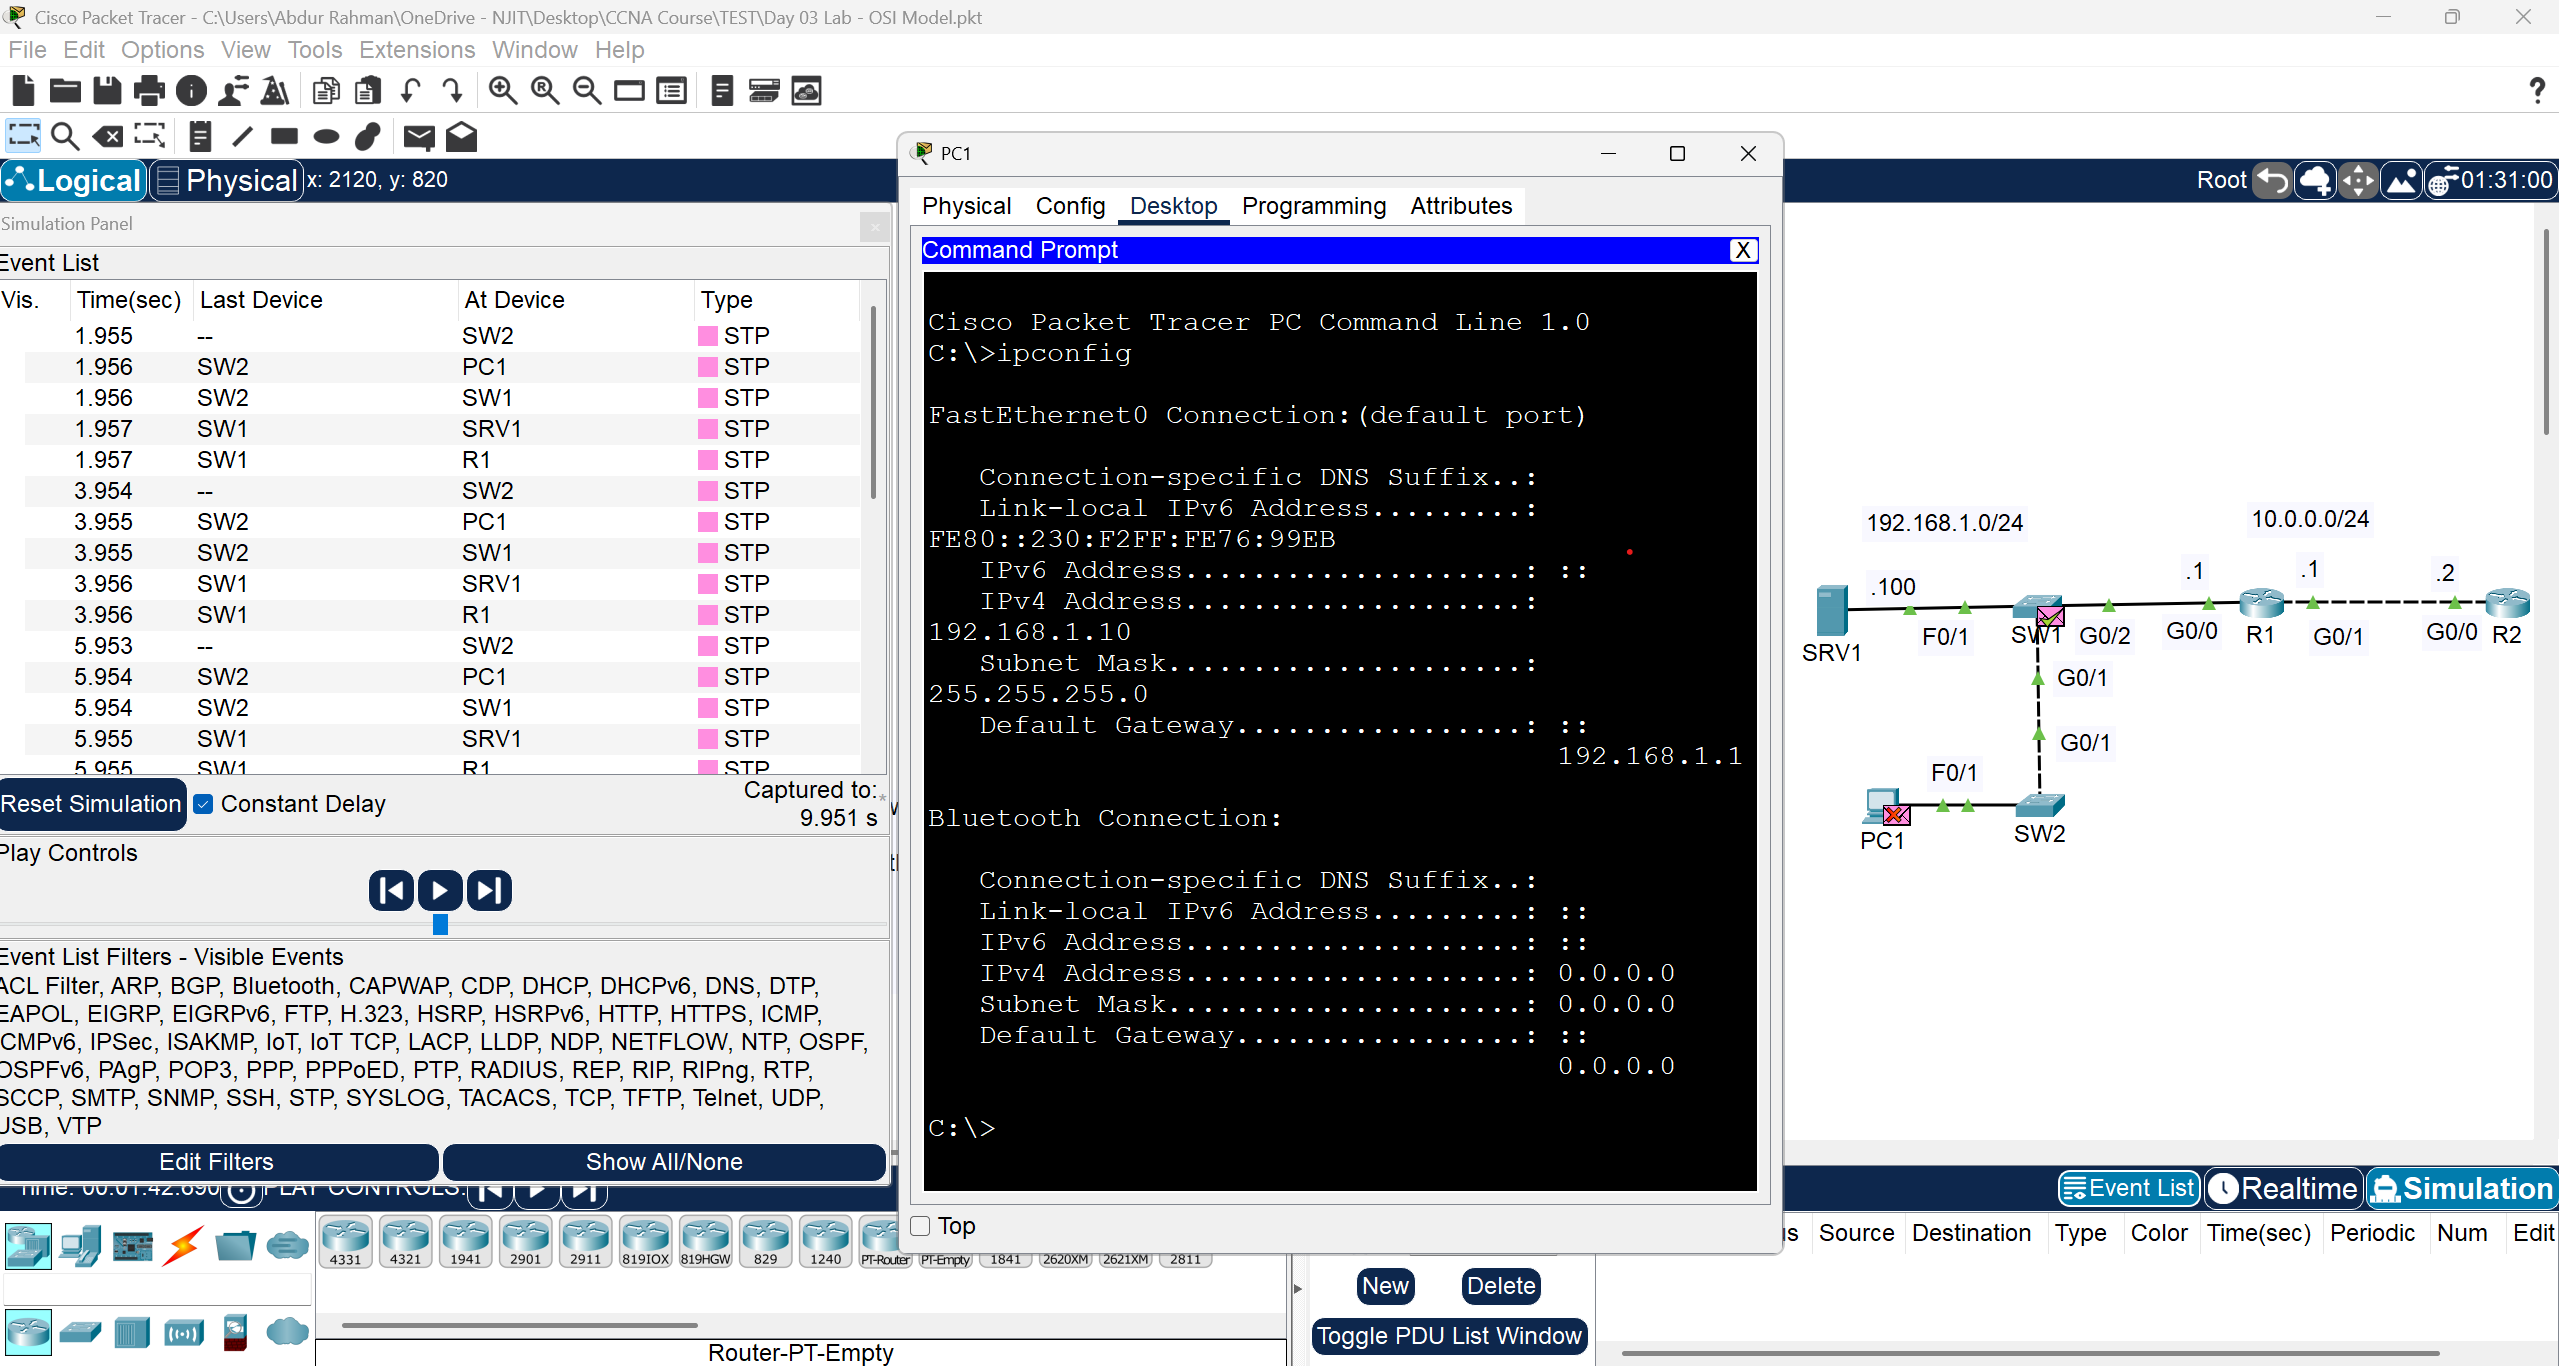 Cisco Packet Tracer - C:\Users\Abdur Rahman\OneDrive - NJIT\Desktop\CCNA Course\TEST\Day 03 Lab - OSI Model.pkt
File Edit Options View Tools Extensions Window Help
Logical Physical x: 2120, y: 820
Root 01:31:00
Simulation Panel
Event List
Vis. Time(sec) Last Device At Device Type
1.955 -- SW2 STP
1.956 SW2 PC1 STP
1.956 SW2 SW1 STP
1.957 SW1 SRV1 STP
1.957 SW1 R1 STP
3.954 -- SW2 STP
3.955 SW2 PC1 STP
3.955 SW2 SW1 STP
3.956 SW1 SRV1 STP
3.956 SW1 R1 STP
5.953 -- SW2 STP
5.954 SW2 PC1 STP
5.954 SW2 SW1 STP
5.955 SW1 SRV1 STP
5.955 SW1 R1 STP
Reset Simulation Constant Delay
Captured to:
9.951 s
Play Controls
Event List Filters - Visible Events
ACL Filter, ARP, BGP, Bluetooth, CAPWAP, CDP, DHCP, DHCPv6, DNS, DTP,
EAPOL, EIGRP, EIGRPv6, FTP, H.323, HSRP, HSRPv6, HTTP, HTTPS, ICMP,
ICMPv6, IPSec, ISAKMP, IoT, IoT TCP, LACP, LLDP, NDP, NETFLOW, NTP, OSPF,
OSPFv6, PAgP, POP3, PPP, PPPoED, PTP, RADIUS, REP, RIP, RIPng, RTP,
SCCP, SMTP, SNMP, SSH, STP, SYSLOG, TACACS, TCP, TFTP, Telnet, UDP,
USB, VTP
Edit Filters Show All/None
Time: 00:01:42.690 PLAY CONTROLS:
PC1
Physical Config Desktop Programming Attributes
Command Prompt X
Cisco Packet Tracer PC Command Line 1.0
C:\>ipconfig
FastEthernet0 Connection:(default port)
Connection-specific DNS Suffix..:
Link-local IPv6 Address.........:
FE80::230:F2FF:FE76:99EB
IPv6 Address....................: ::
IPv4 Address....................:
192.168.1.10
Subnet Mask.....................:
255.255.255.0
Default Gateway.................: ::
192.168.1.1
Bluetooth Connection:
Connection-specific DNS Suffix..:
Link-local IPv6 Address.........: ::
IPv6 Address....................: ::
IPv4 Address....................: 0.0.0.0
Subnet Mask.....................: 0.0.0.0
Default Gateway.................: ::
0.0.0.0
C:\>
Top
192.168.1.0/24
10.0.0.0/24
.100
.1
.1
.2
SRV1 F0/1 SW1 G0/2 G0/0 R1 G0/1 G0/0 R2
G0/1
G0/1
F0/1
PC1 SW2
Event List Realtime Simulation
Source Destination Type Color Time(sec) Periodic Num Edit
4331 4321 1941 2901 2911 819IOX 819HGW 829 1240 PT-Router PT-Empty 1841 2620XM 2621XM 2811
New Delete
Toggle PDU List Window
Router-PT-Empty